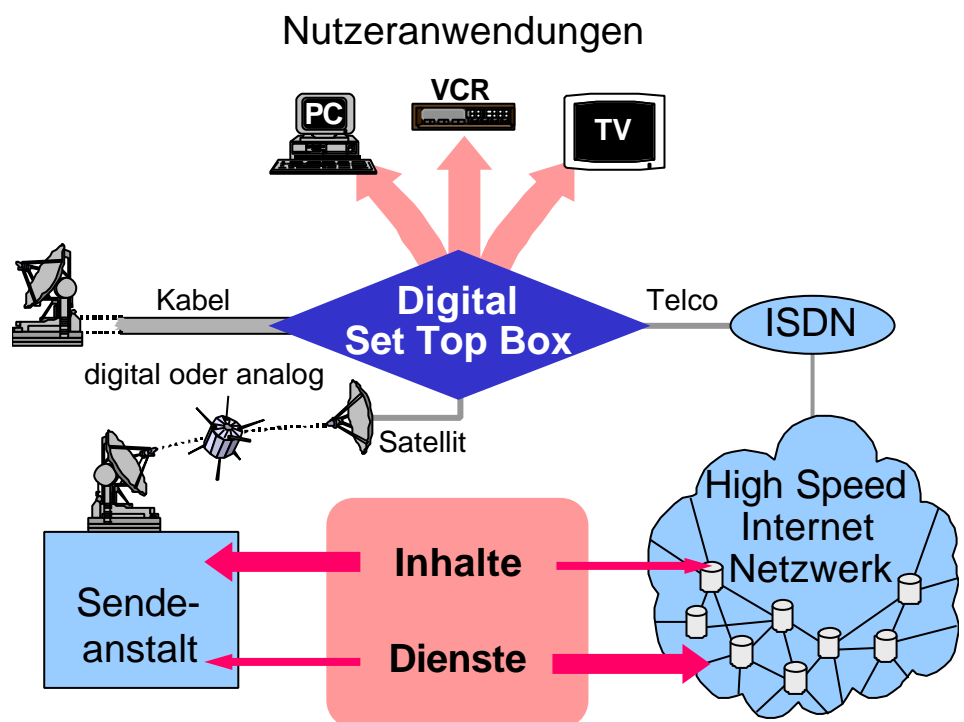 Nutzeranwendungen
VCR
PC
TV
Kabel
Digital
Set Top Box
Telco
ISDN
digital oder analog
Satellit
High Speed
Internet
Netzwerk
Inhalte
Sende-
anstalt
Dienste